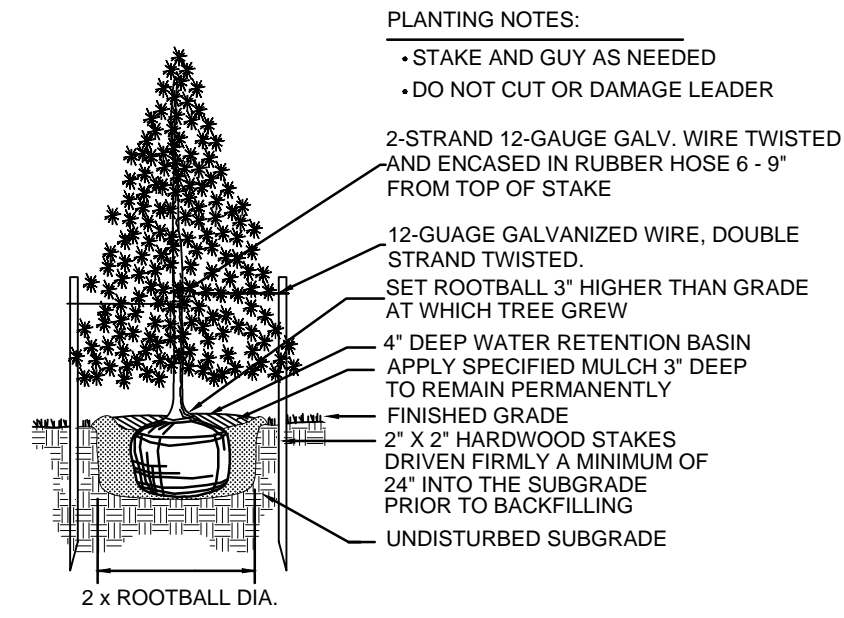 PLANTING NOTES:
• STAKE AND GUY AS NEEDED
• DO NOT CUT OR DAMAGE LEADER
2-STRAND 12-GAUGE GALV. WIRE TWISTED
AND ENCASED IN RUBBER HOSE 6 - 9"
FROM TOP OF STAKE
12-GUAGE GALVANIZED WIRE, DOUBLE
STRAND TWISTED.
SET ROOTBALL 3" HIGHER THAN GRADE
AT WHICH TREE GREW
4" DEEP WATER RETENTION BASIN
APPLY SPECIFIED MULCH 3" DEEP
TO REMAIN PERMANENTLY
FINISHED GRADE
2" X 2" HARDWOOD STAKES
DRIVEN FIRMLY A MINIMUM OF
24" INTO THE SUBGRADE
PRIOR TO BACKFILLING
UNDISTURBED SUBGRADE
2 x ROOTBALL DIA.